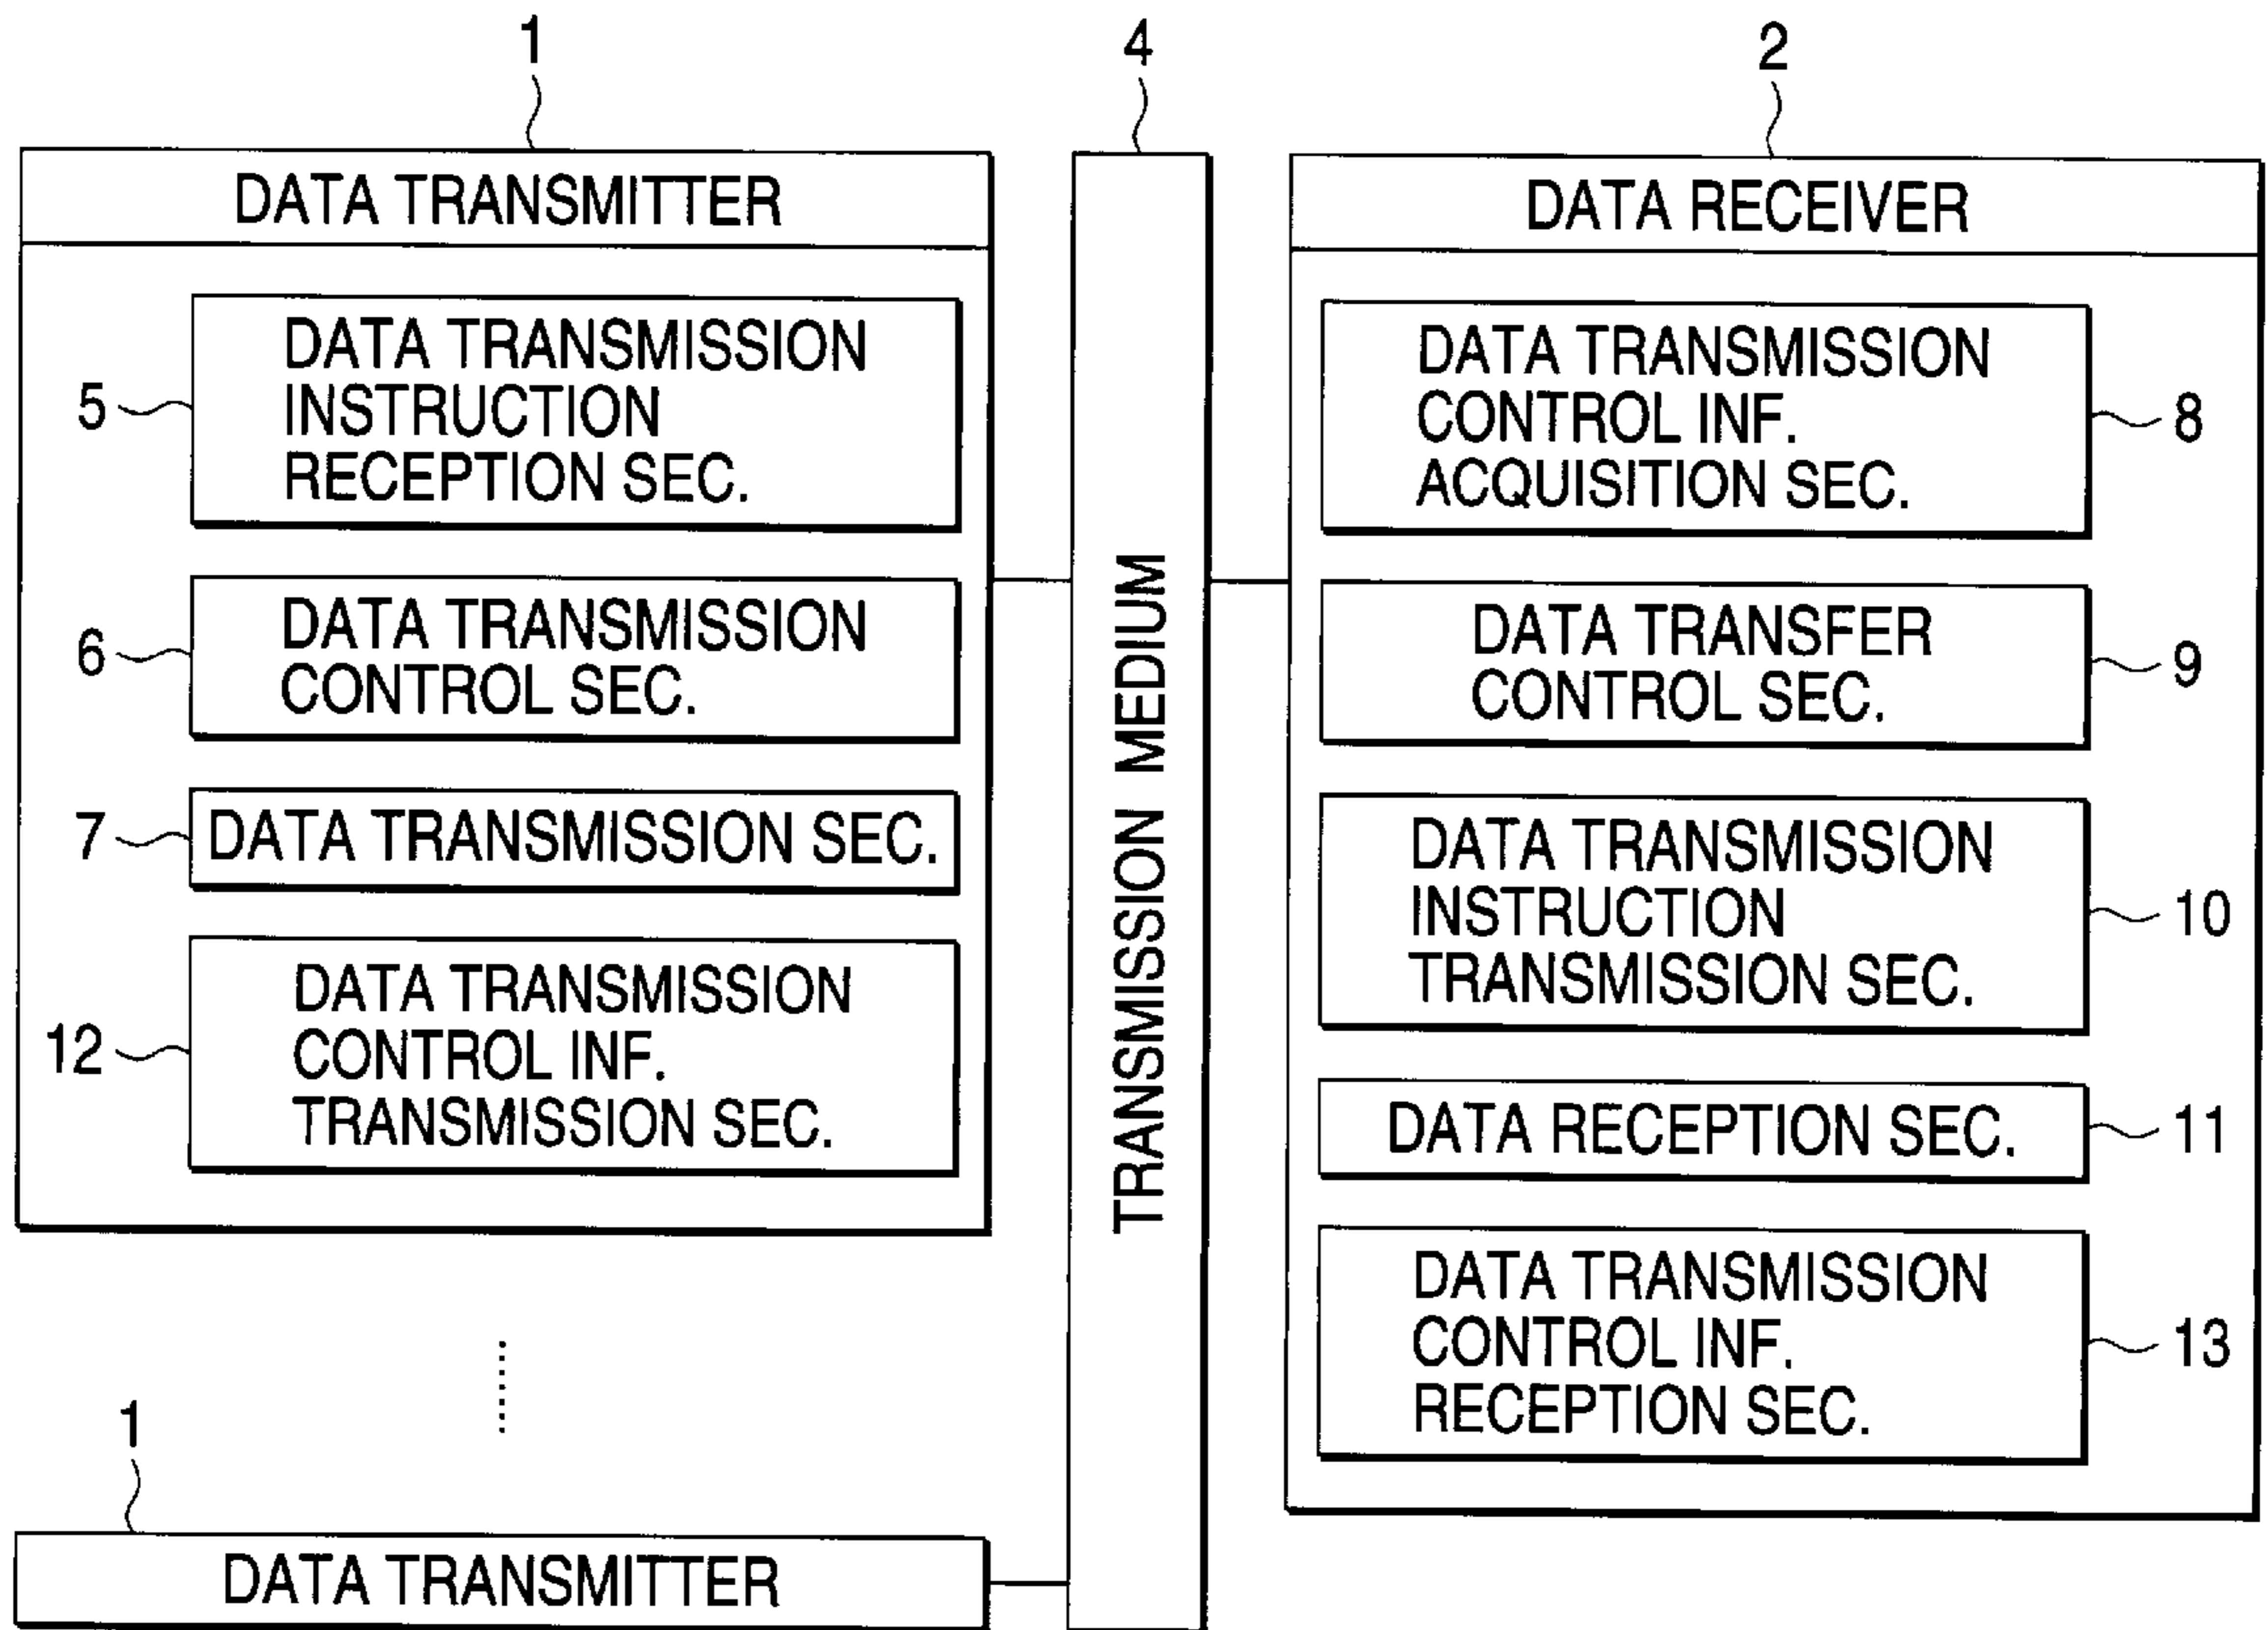 1
4
2
DATA TRANSMITTER
DATA TRANSMISSION
INSTRUCTION
RECEPTION SEC.
5
DATA TRANSMISSION
CONTROL SEC.
6
DATA TRANSMISSION SEC.
7
DATA TRANSMISSION
CONTROL INF.
TRANSMISSION SEC.
12
1
DATA TRANSMITTER
TRANSMISSION MEDIUM
DATA RECEIVER
DATA TRANSMISSION
CONTROL INF.
ACQUISITION SEC.
8
DATA TRANSFER
CONTROL SEC.
9
DATA TRANSMISSION
INSTRUCTION
TRANSMISSION SEC.
10
DATA RECEPTION SEC.
11
DATA TRANSMISSION
CONTROL INF.
RECEPTION SEC.
13